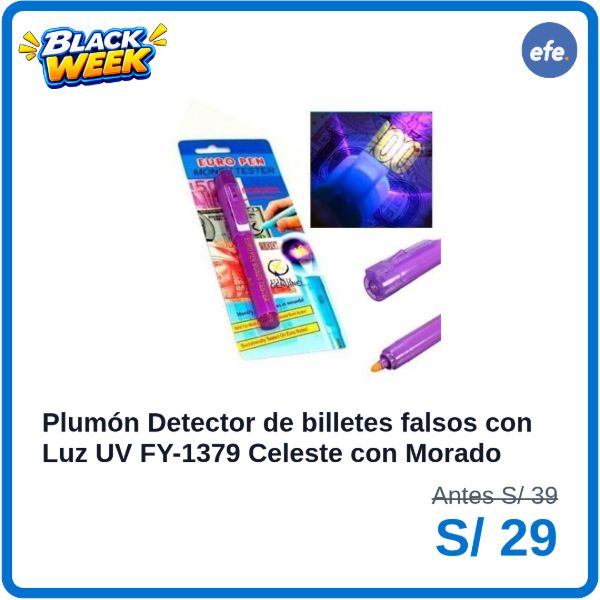 BLACK
WEEK
efe.
EURO PEN
MONEY TESTER
100
Plumón Detector de billetes falsos con
Luz UV FY-1379 Celeste con Morado
Antes S/ 39
S/ 29